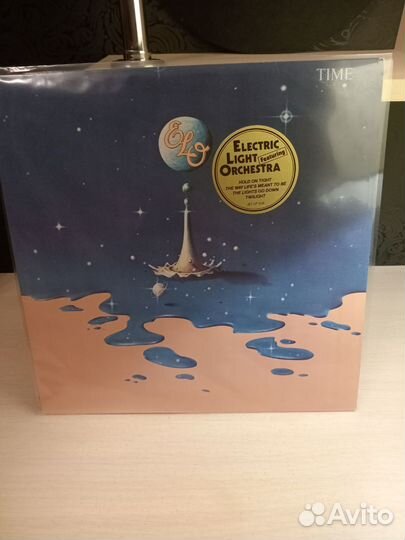 TIME
ELO
ELECTRIC
LIGHT Featuring
ORCHESTRA
HOLD ON TIGHT
THE WAY LIFE'S MEANT TO BE
THE LIGHTS GO DOWN
TWILIGHT
Avito